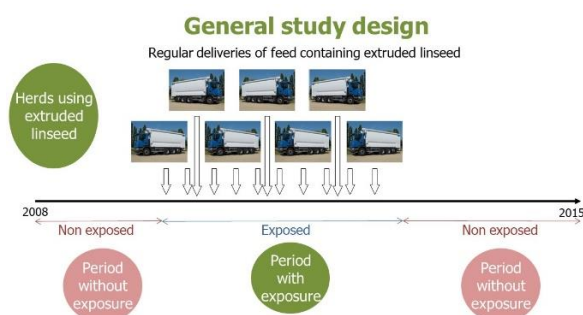 General study design
Regular deliveries of feed containing extruded linseed
Herds using
extruded
linseed
2008
2015
Non exposed
Exposed
Non exposed
Period
without
exposure
Period
with
exposure
Period
without
exposure